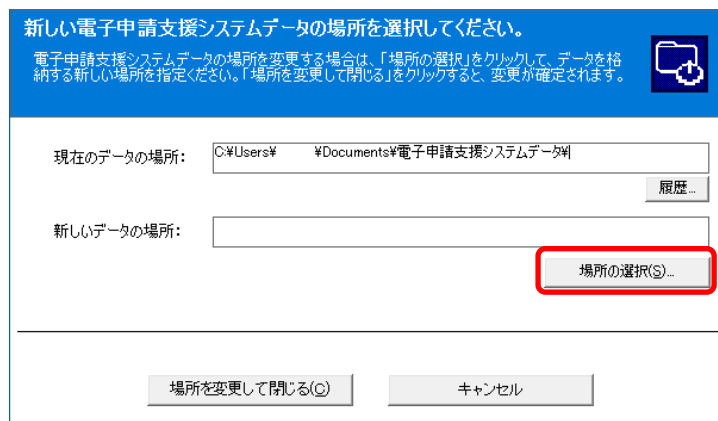 新しい電子申請支援システムデータの場所を選択してください。
電子申請支援システムデータの場所を変更する場合は、「場所の選択」をクリックして、データを格
納する新しい場所を指定ください。「場所を変更して閉じる」をクリックすると、変更が確定されます。
現在のデータの場所:
C:¥Users¥ ¥Documents¥電子申請支援システムデータ¥
履歴...
新しいデータの場所:
場所の選択(S)...
場所を変更して閉じる(C)
キャンセル